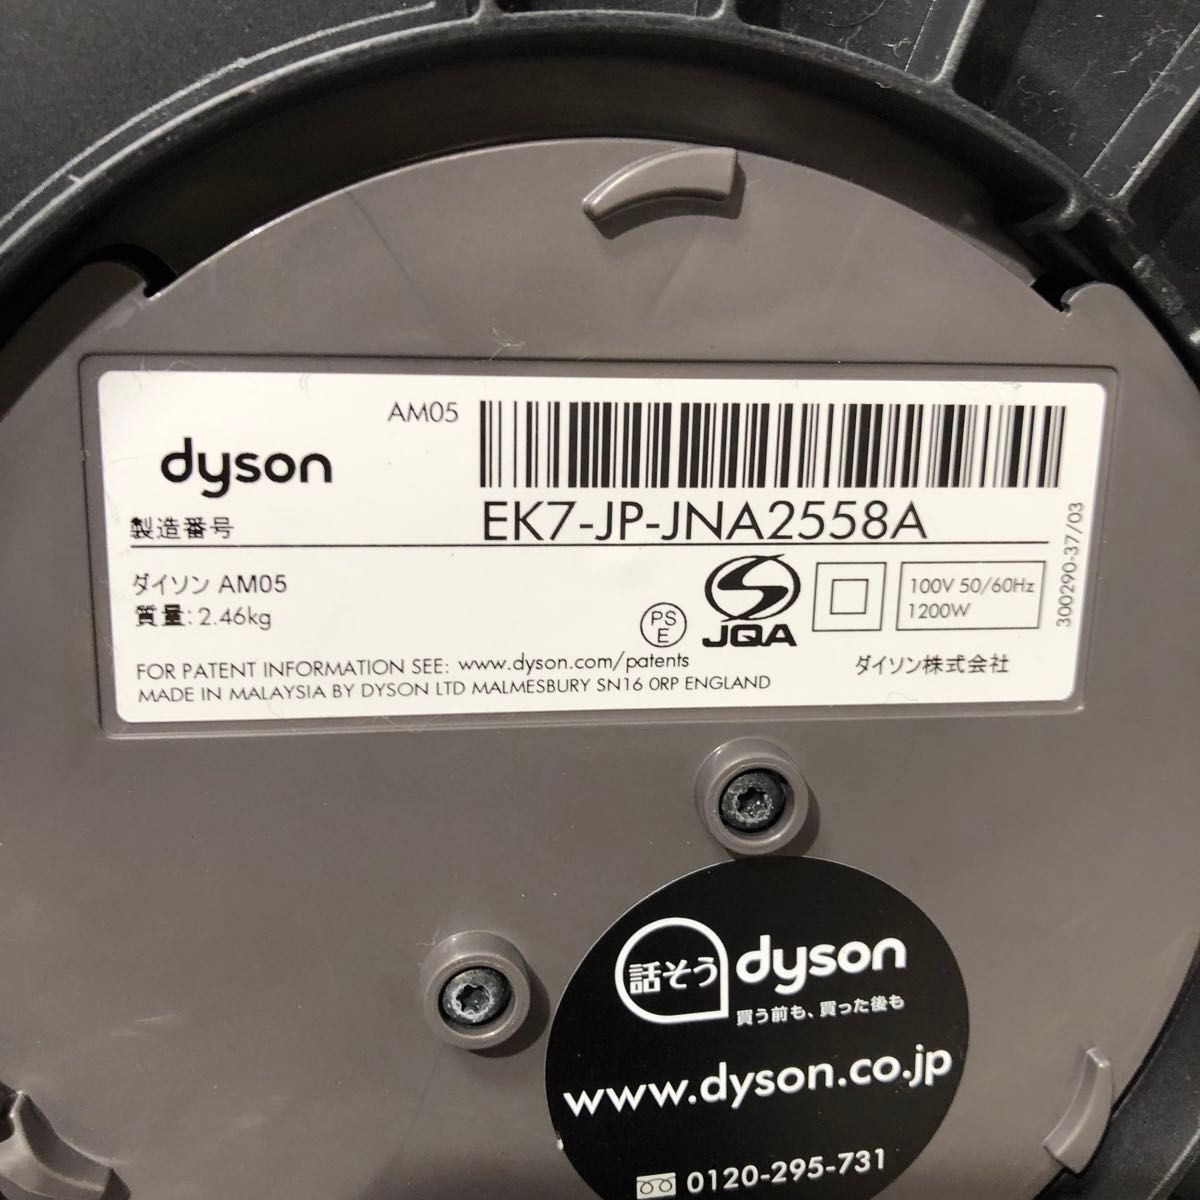 AM05
dyson
製造番号
EK7-JP-JNA2558A
ダイソン AM05
質量:2.46kg
PS
E
JQA
100V 50/60Hz
1200W
300290-37/03
FOR PATENT INFORMATION SEE: www.dyson.com/patents
MADE IN MALAYSIA BY DYSON LTD MALMESBURY SN16 0RP ENGLAND
ダイソン株式会社
話そう
dyson
買う前も、買った後も
www.dyson.co.jp
0120-295-731